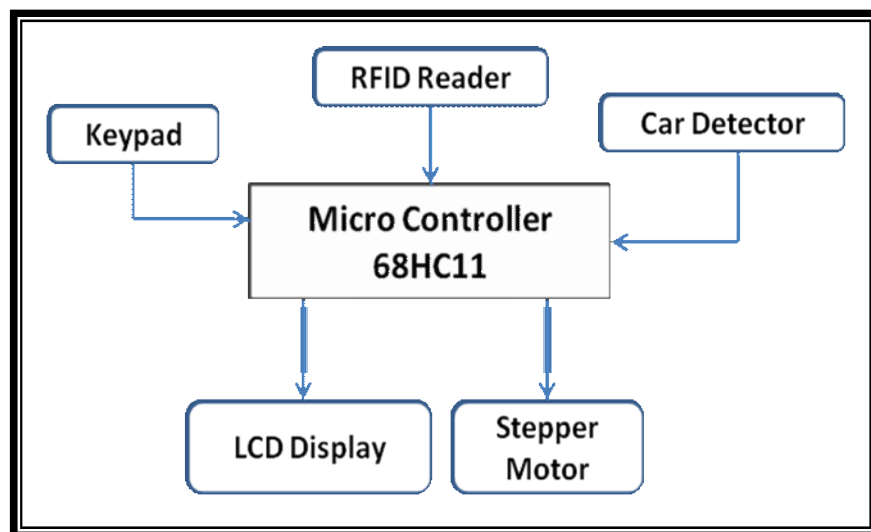 RFID Reader
Keypad
Car Detector
Micro Controller
68HC11
LCD Display
Stepper
Motor